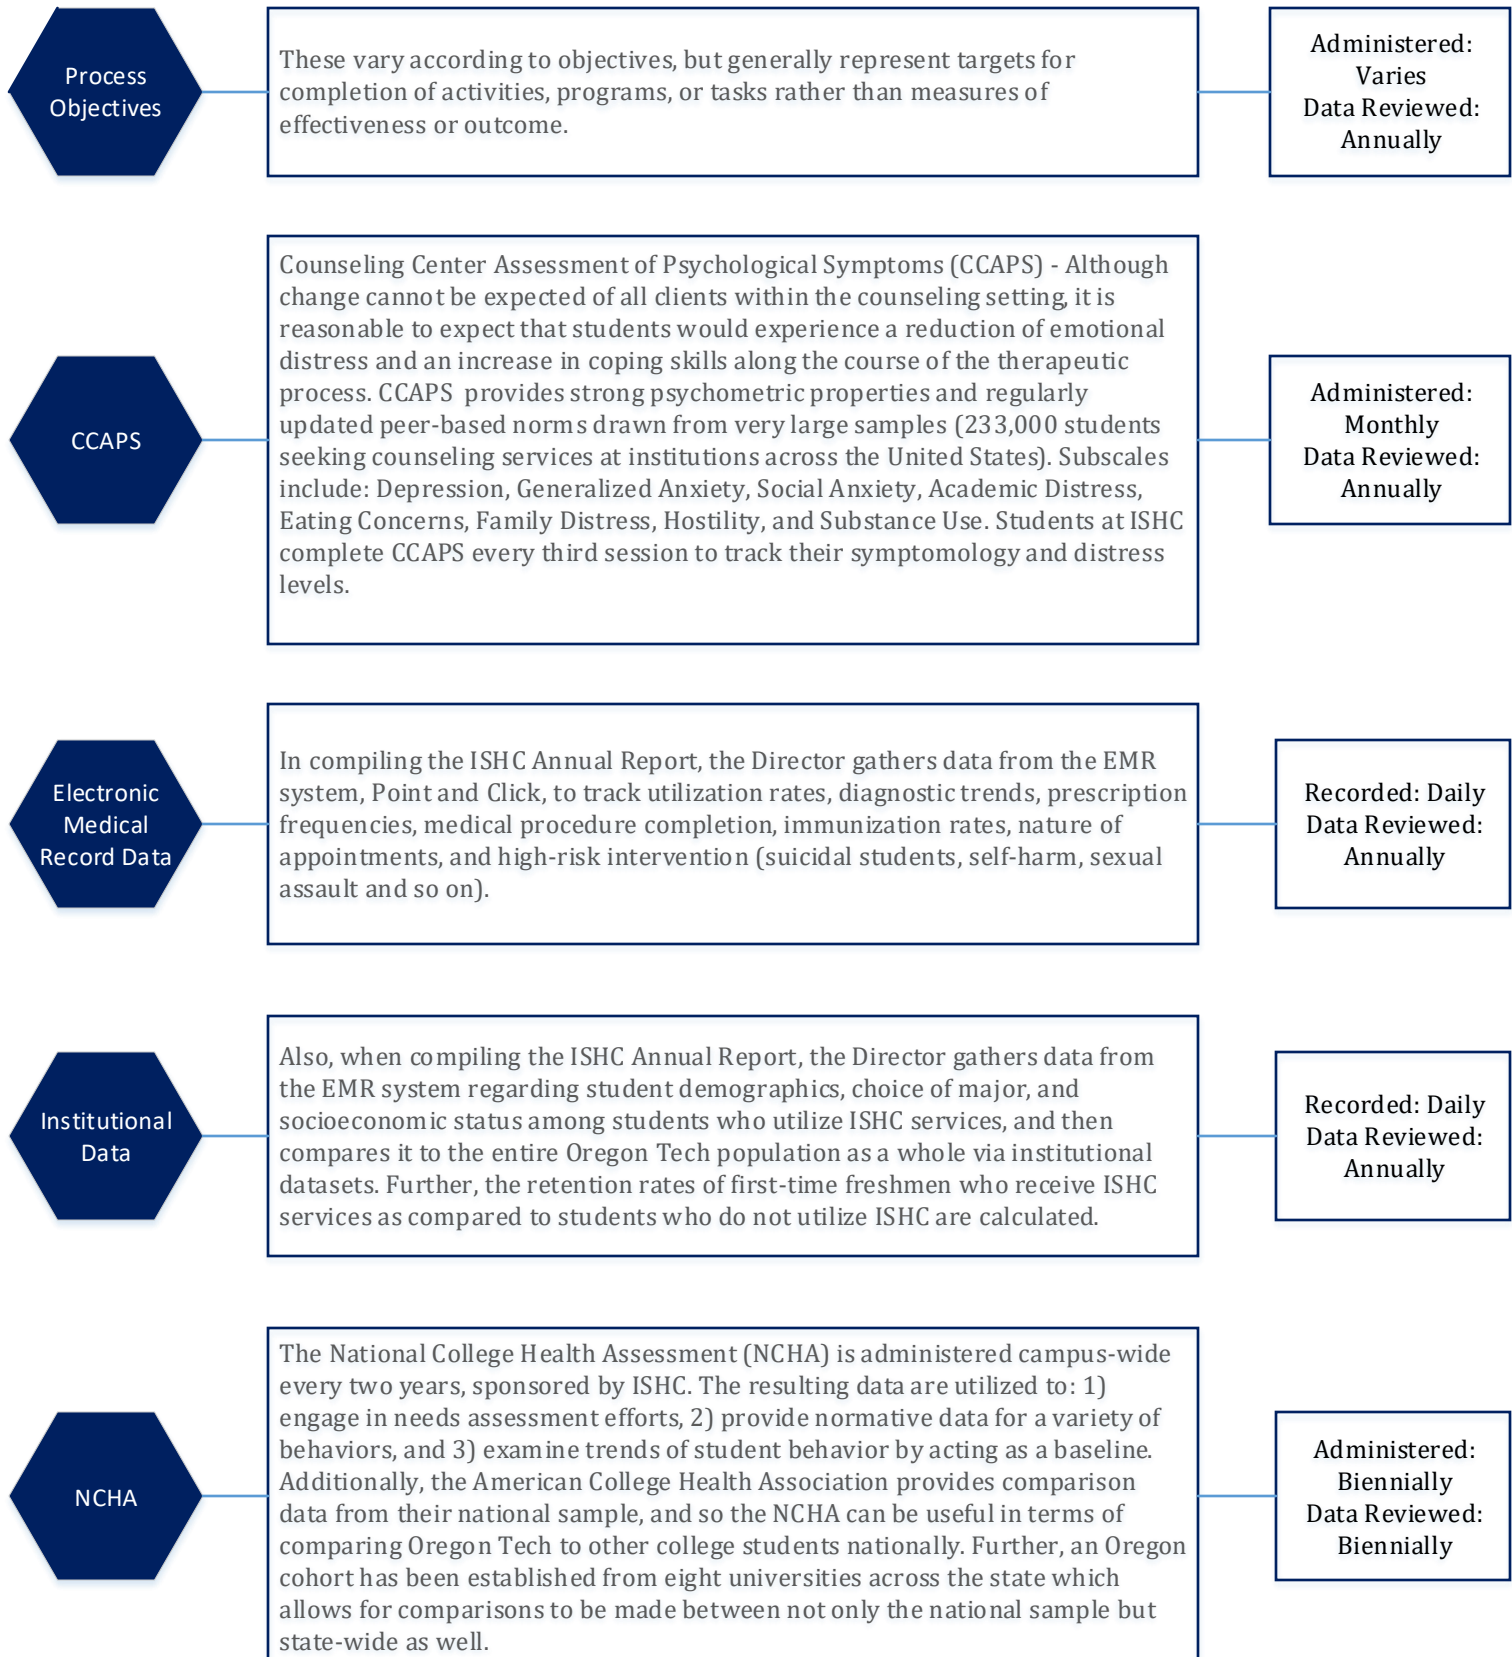 Process
Objectives
These vary according to objectives, but generally represent targets for
completion of activities, programs, or tasks rather than measures of
effectiveness or outcome.
Administered:
Varies
Data Reviewed:
Annually
CCAPS
Counseling Center Assessment of Psychological Symptoms (CCAPS) - Although
change cannot be expected of all clients within the counseling setting, it is
reasonable to expect that students would experience a reduction of emotional
distress and an increase in coping skills along the course of the therapeutic
process. CCAPS provides strong psychometric properties and regularly
updated peer-based norms drawn from very large samples (233,000 students
seeking counseling services at institutions across the United States). Subscales
include: Depression, Generalized Anxiety, Social Anxiety, Academic Distress,
Eating Concerns, Family Distress, Hostility, and Substance Use. Students at ISHC
complete CCAPS every third session to track their symptomology and distress
levels.
Administered:
Monthly
Data Reviewed:
Annually
Electronic
Medical
Record Data
In compiling the ISHC Annual Report, the Director gathers data from the EMR
system, Point and Click, to track utilization rates, diagnostic trends, prescription
frequencies, medical procedure completion, immunization rates, nature of
appointments, and high-risk intervention (suicidal students, self-harm, sexual
assault and so on).
Recorded: Daily
Data Reviewed:
Annually
Institutional
Data
Also, when compiling the ISHC Annual Report, the Director gathers data from
the EMR system regarding student demographics, choice of major, and
socioeconomic status among students who utilize ISHC services, and then
compares it to the entire Oregon Tech population as a whole via institutional
datasets. Further, the retention rates of first-time freshmen who receive ISHC
services as compared to students who do not utilize ISHC are calculated.
Recorded: Daily
Data Reviewed:
Annually
NCHA
The National College Health Assessment (NCHA) is administered campus-wide
every two years, sponsored by ISHC. The resulting data are utilized to: 1)
engage in needs assessment efforts, 2) provide normative data for a variety of
behaviors, and 3) examine trends of student behavior by acting as a baseline.
Additionally, the American College Health Association provides comparison
data from their national sample, and so the NCHA can be useful in terms of
comparing Oregon Tech to other college students nationally. Further, an Oregon
cohort has been established from eight universities across the state which
allows for comparisons to be made between not only the national sample but
state-wide as well.
Administered:
Biennially
Data Reviewed:
Biennially